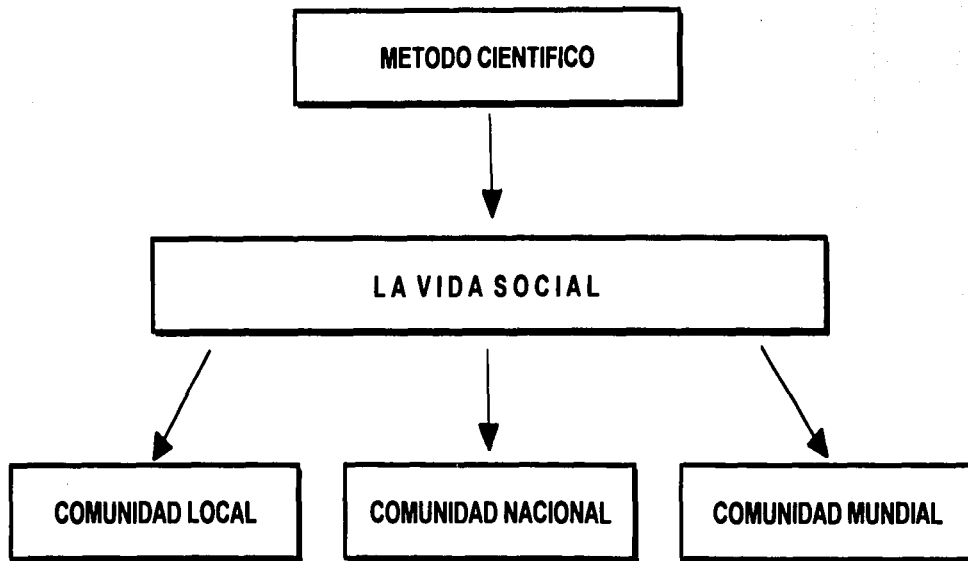 METODO CIENTIFICO
LA VIDA SOCIAL
COMUNIDAD LOCAL
COMUNIDAD NACIONAL
COMUNIDAD MUNDIAL